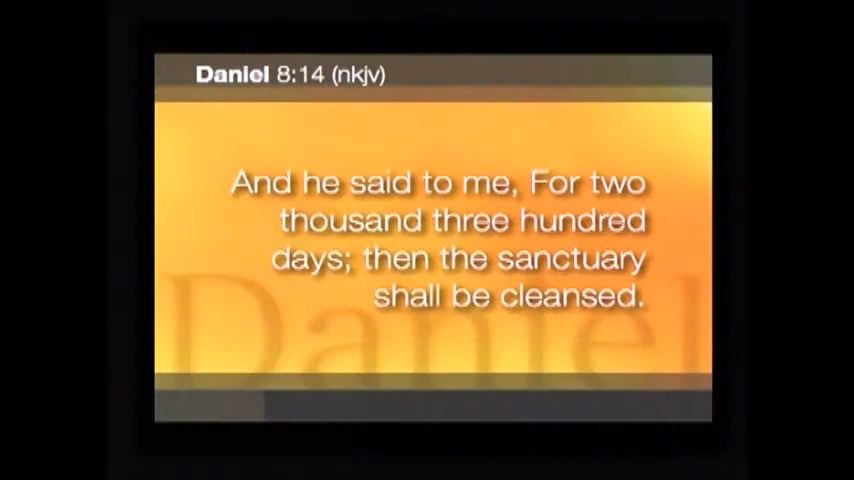 Daniel 8:14 (nkjv)
And he said to me, For two
thousand three hundred
days; then the sanctuary
shall be cleansed.
Daniel